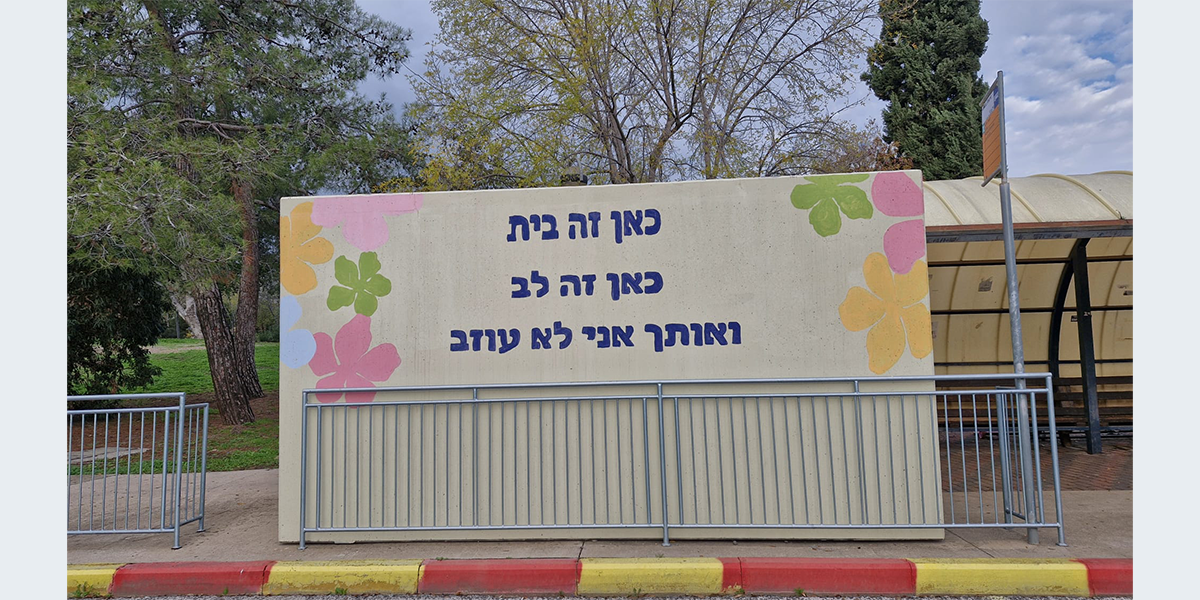 כאן זה בית
כאן זה לב
ואותך אני לא עוזב